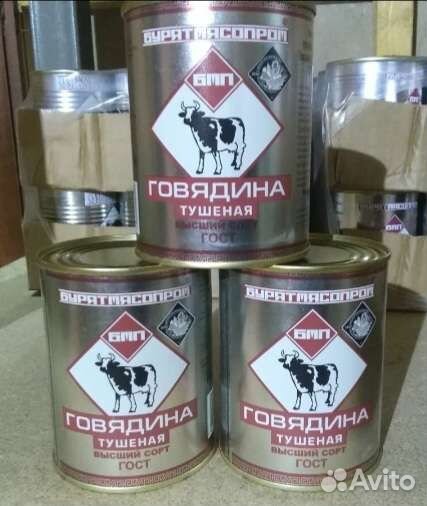 БУРЯТМЯСОПРОМ
БМП
ГОВЯДИНА
ТУШЕНАЯ
ВЫСШИЙ СОРТ
ГОСТ
БУРЯТМЯСОПРОМ
БМП
ГОВЯДИНА
ТУШЕНАЯ
ВЫСШИЙ СОРТ
ГОСТ
БУРЯТМЯСОПРОМ
БМП
ГОВЯДИНА
ТУШЕНАЯ
ВЫСШИЙ СОРТ
ГОСТ
Avito